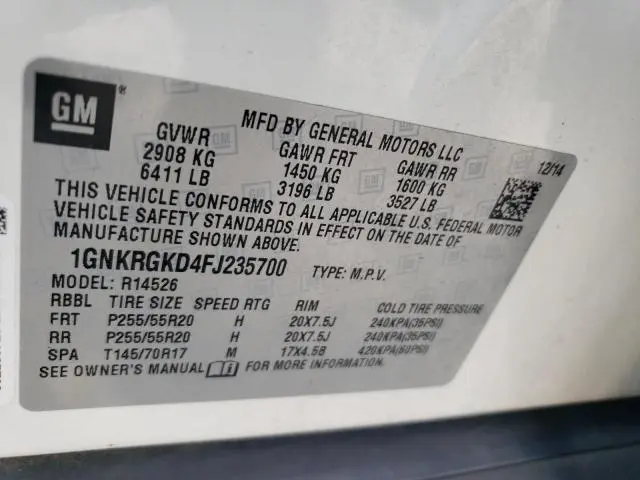 GM ®
MFD BY GENERAL MOTORS LLC
12/14
GVWR GAWR FRT GAWR RR
2908 KG 1450 KG 1600 KG
6411 LB 3196 LB 3527 LB
THIS VEHICLE CONFORMS TO ALL APPLICABLE U.S. FEDERAL MOTOR
VEHICLE SAFETY STANDARDS IN EFFECT ON THE DATE OF
MANUFACTURE SHOWN ABOVE.
1GNKRGKD4FJ235700 TYPE: M.P.V.
MODEL: R14526
RBBL TIRE SIZE SPEED RTG RIM COLD TIRE PRESSURE
FRT P255/55R20 H 20X7.5J 240KPA(35PSI)
RR P255/55R20 H 20X7.5J 240KPA(35PSI)
SPA T145/70R17 M 17X4.5B 420KPA(60PSI)
SEE OWNER'S MANUAL FOR MORE INFORMATION.